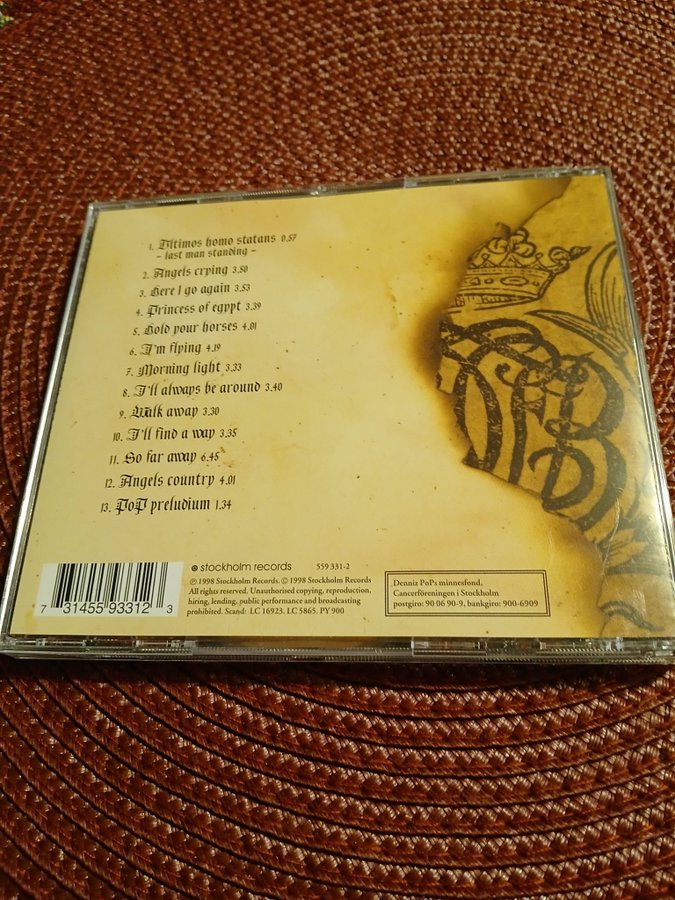 1. Ultimos homo statans 0.57
- last man standing -
2. Angels crying 3.50
3. Here I go again 3.53
4. Princess of egypt 3.39
5. Hold your horses 4.01
6. I'm flying 4.19
7. Morning light 3.33
8. I'll always be around 3.40
9. Walk away 3.30
10. I'll find a way 3.35
11. So far away 6.45
12. Angels country 4.01
13. PoP preludium 1.34
stockholm records 559 331-2
℗ 1998 Stockholm Records. © 1998 Stockholm Records
All rights reserved. Unauthorised copying, reproduction,
hiring, lending, public performance and broadcasting
prohibited. Scand: LC 16923. LC 5865. PY 900
7 31455 93312 3
Denniz PoPs minnesfond.
Cancerföreningen i Stockholm
postgiro: 90 06 90-9, bankgiro: 900-6909